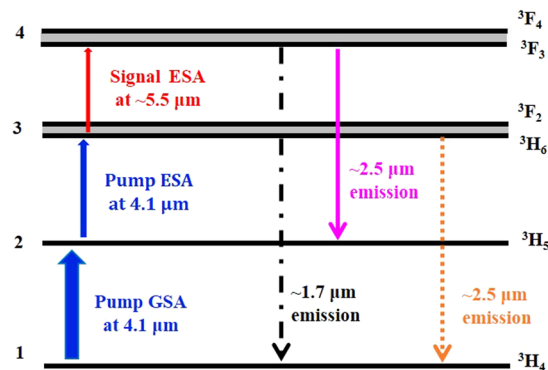 4
³F₄
³F₃
Signal ESA
at ~5.5 µm
3
³F₂
³H₆
Pump ESA
at 4.1 µm
~2.5 µm
emission
2
³H₅
Pump GSA
at 4.1 µm
~1.7 µm
emission
~2.5 µm
emission
1
³H₄